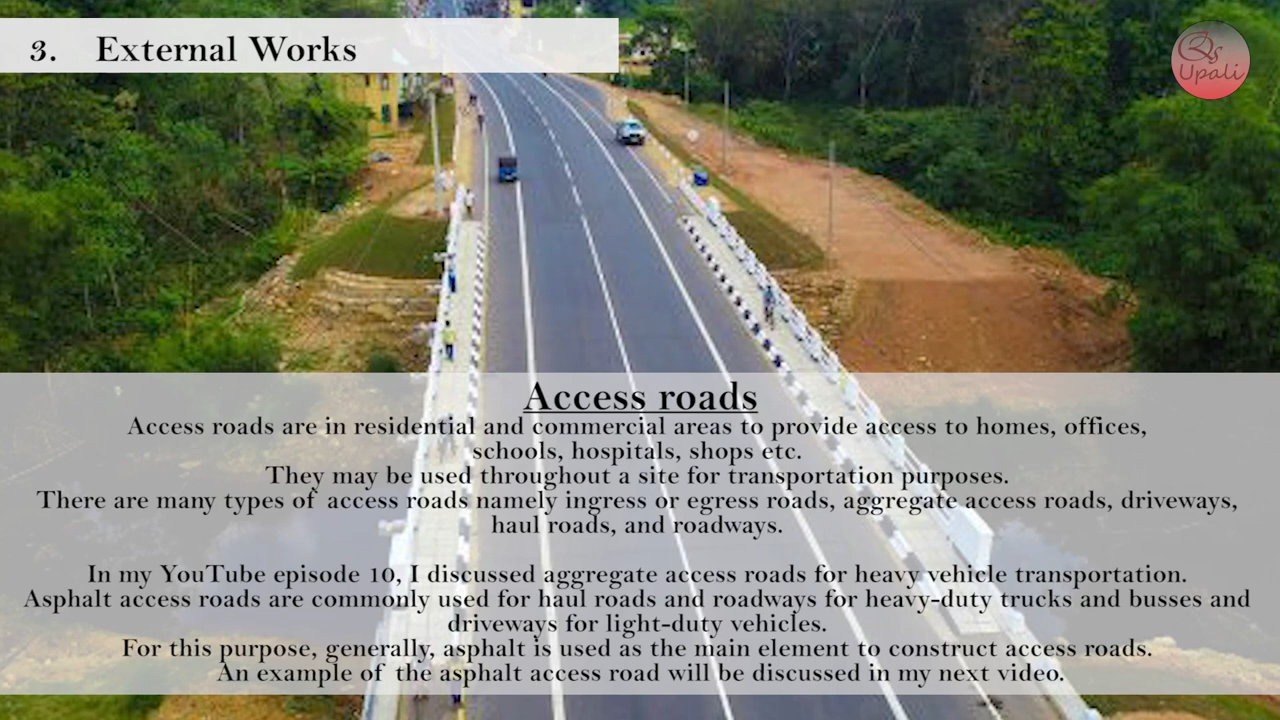 3. External Works
Qs
Upali
Access roads
Access roads are in residential and commercial areas to provide access to homes, offices,
schools, hospitals, shops etc.
They may be used throughout a site for transportation purposes.
There are many types of access roads namely ingress or egress roads, aggregate access roads, driveways,
haul roads, and roadways.
In my YouTube episode 10, I discussed aggregate access roads for heavy vehicle transportation.
Asphalt access roads are commonly used for haul roads and roadways for heavy-duty trucks and busses and
driveways for light-duty vehicles.
For this purpose, generally, asphalt is used as the main element to construct access roads.
An example of the asphalt access road will be discussed in my next video.